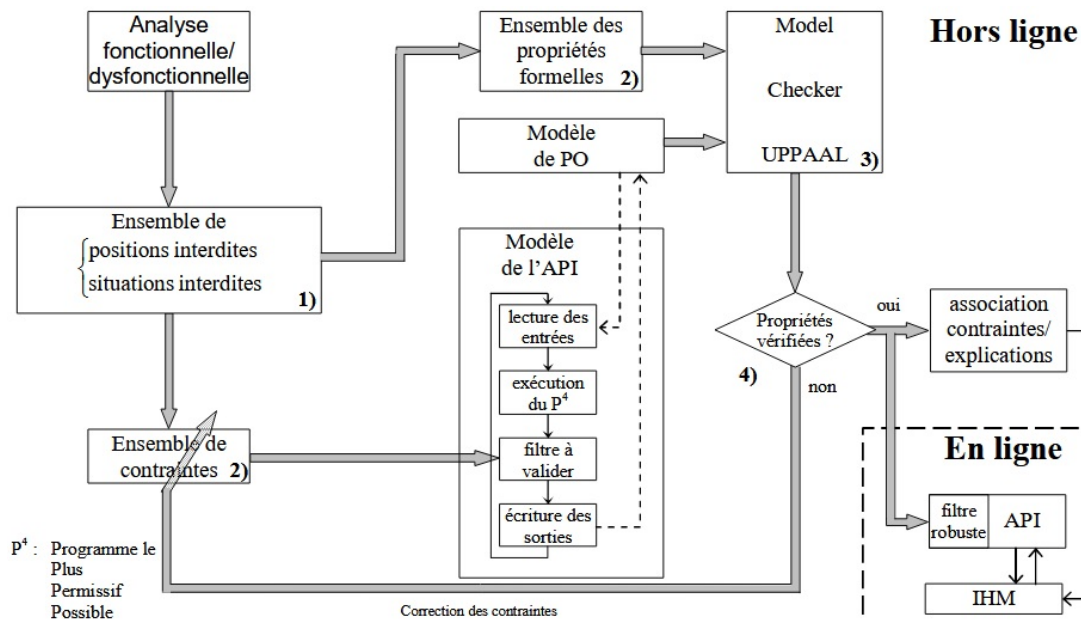 Analyse
fonctionnelle/
dysfonctionnelle
Ensemble des
propriétés
formelles 2)
Model
Checker
UPPAAL 3)
Hors ligne
Modèle
de PO
Ensemble de
positions interdites
situations interdites
1)
Modèle
de l'API
lecture des
entrées
exécution
du P⁴
filtre à
valider
écriture des
sorties
Propriétés
vérifiées ?
4)
oui
non
association
contraintes/
explications
Ensemble de
contraintes 2)
En ligne
filtre
robuste
API
IHM
P⁴ : Programme le
Plus
Permissif
Possible
Correction des contraintes